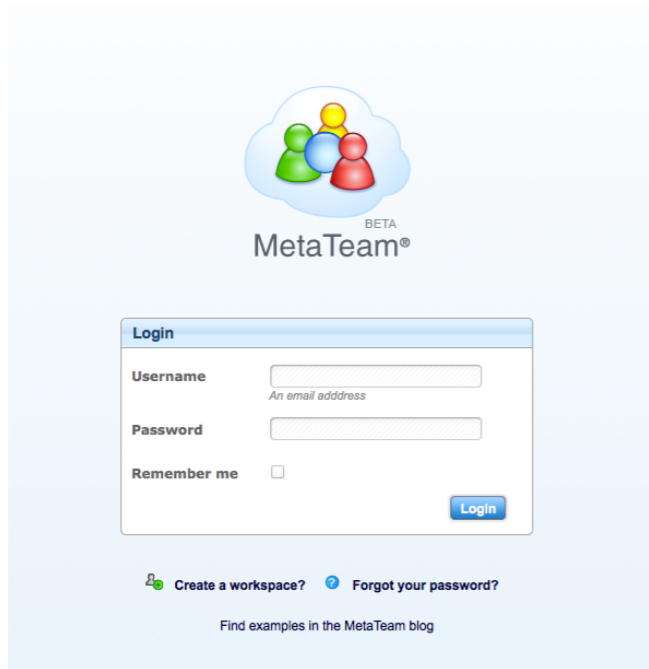 BETA
MetaTeam®
Login
Username
An email adddress
Password
Remember me
Login
Create a workspace? ? Forgot your password?
Find examples in the MetaTeam blog